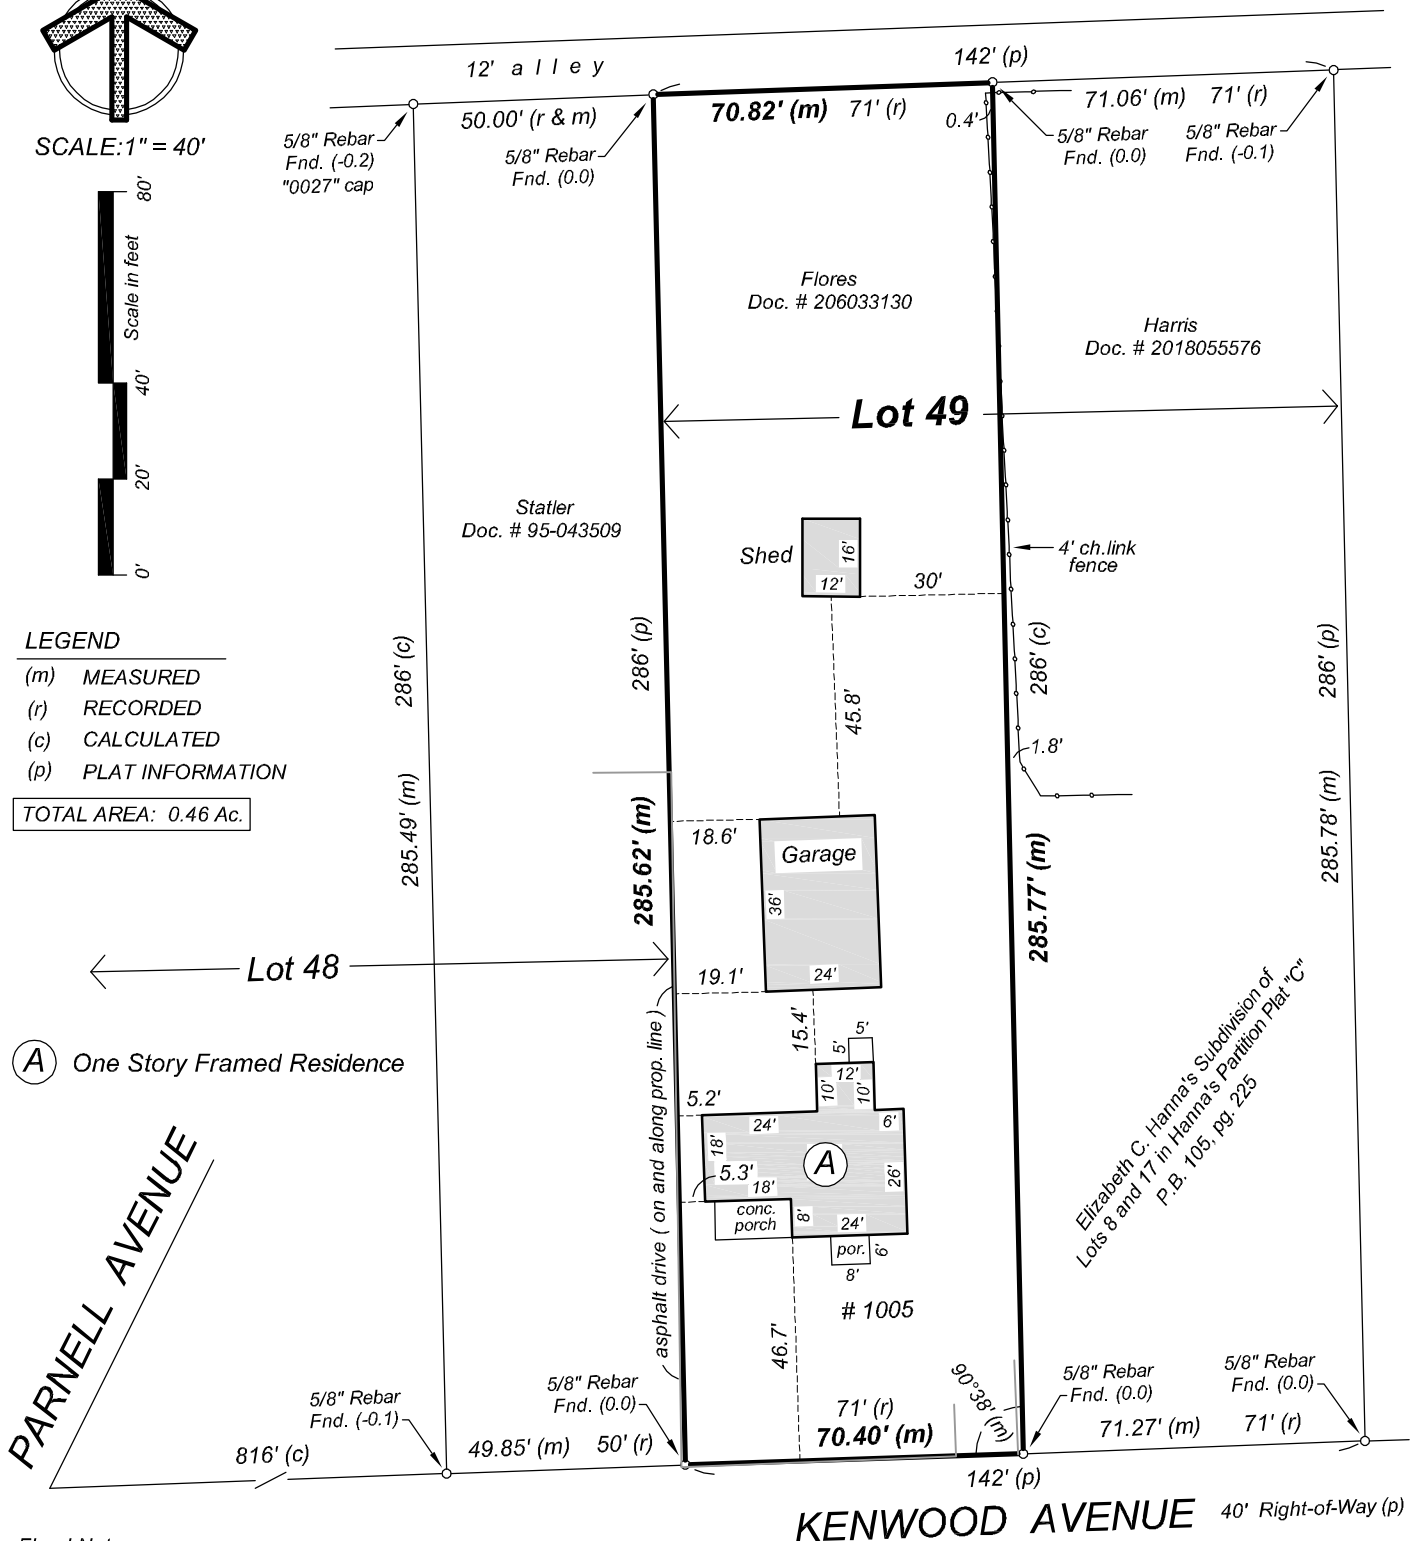 12' alley
142' (p)
SCALE:1" = 40'
50.00' (r & m)
70.82' (m) 71' (r)
0.4'
71.06' (m) 71' (r)
5/8" Rebar
Fnd. (-0.2)
"0027" cap
5/8" Rebar
Fnd. (0.0)
5/8" Rebar
Fnd. (0.0)
5/8" Rebar
Fnd. (-0.1)
80'
Scale in feet
40'
20'
0'
Flores
Doc. # 206033130
Harris
Doc. # 2018055576
Lot 49
Statler
Doc. # 95-043509
Shed
16'
12'
30'
4' ch.link
fence
LEGEND
(m) MEASURED
(r) RECORDED
(c) CALCULATED
(p) PLAT INFORMATION
TOTAL AREA: 0.46 Ac.
286' (c)
286' (p)
286' (c)
286' (p)
45.8'
1.8'
285.49' (m)
285.62' (m)
285.77' (m)
285.78' (m)
18.6'
Garage
36'
24'
Lot 48
19.1'
15.4'
A One Story Framed Residence
asphalt drive ( on and along prop. line )
5'
5'
12'
10'
10'
5.2'
24'
6'
18'
A
5.3'
18'
26'
conc.
porch
8'
24'
por.
6'
8'
# 1005
46.7'
Elizabeth C. Hanna's Subdivision of
Lots 8 and 17 in Hanna's Partition Plat "C"
P.B. 105, pg. 225
PARNELL AVENUE
5/8" Rebar
Fnd. (-0.1)
5/8" Rebar
Fnd. (0.0)
90°38' (m)
5/8" Rebar
Fnd. (0.0)
5/8" Rebar
Fnd. (0.0)
816' (c)
49.85' (m) 50' (r)
71' (r)
70.40' (m)
71.27' (m) 71' (r)
142' (p)
KENWOOD AVENUE 40' Right-of-Way (p)